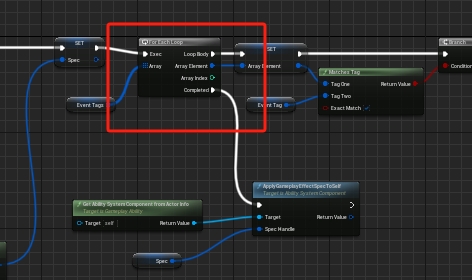 SET
Spec
For Each Loop
Exec
Loop Body
Array
Array Element
Array Index
Completed
Event Tags
SET
Array Element
Event Tag
Matches Tag
Tag One
Return Value
Tag Two
Exact Match
Branch
Condition
Get Ability System Component from Actor Info
Target is Gameplay Ability
Target
self
Return Value
ApplyGameplayEffectSpecToSelf
Target is Ability System Component
Target
Return Value
Spec Handle
Spec